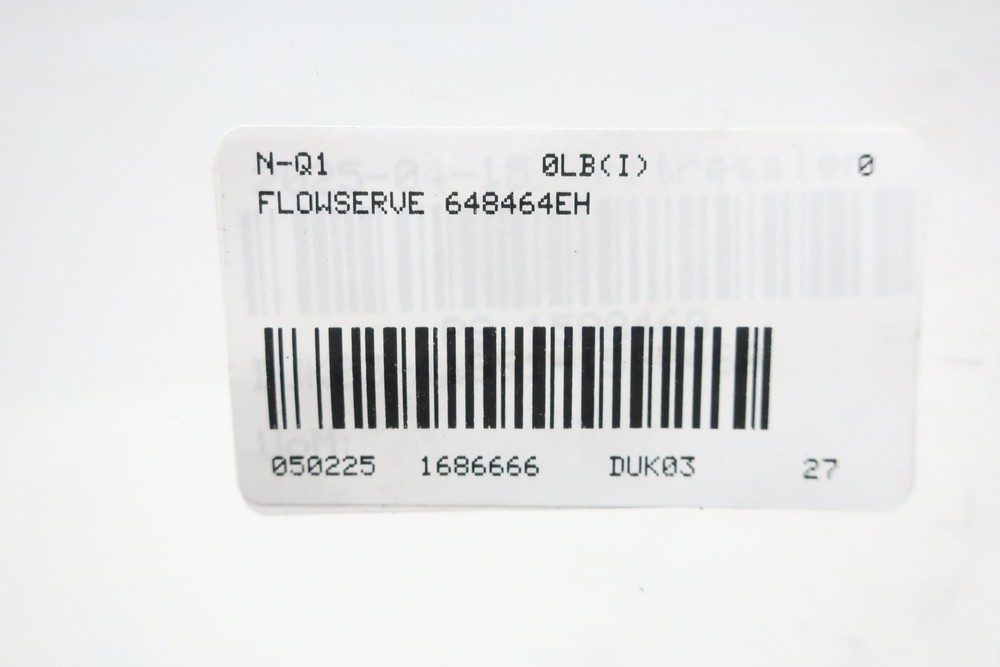 N-Q1 0LB(I) 0
FLOWSERVE 648464EH
050225 1686666 DUK03 27